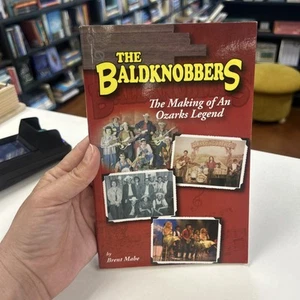 THE
BALDKNOBBERS
The Making of An
Ozarks Legend
by
Brent Mabe